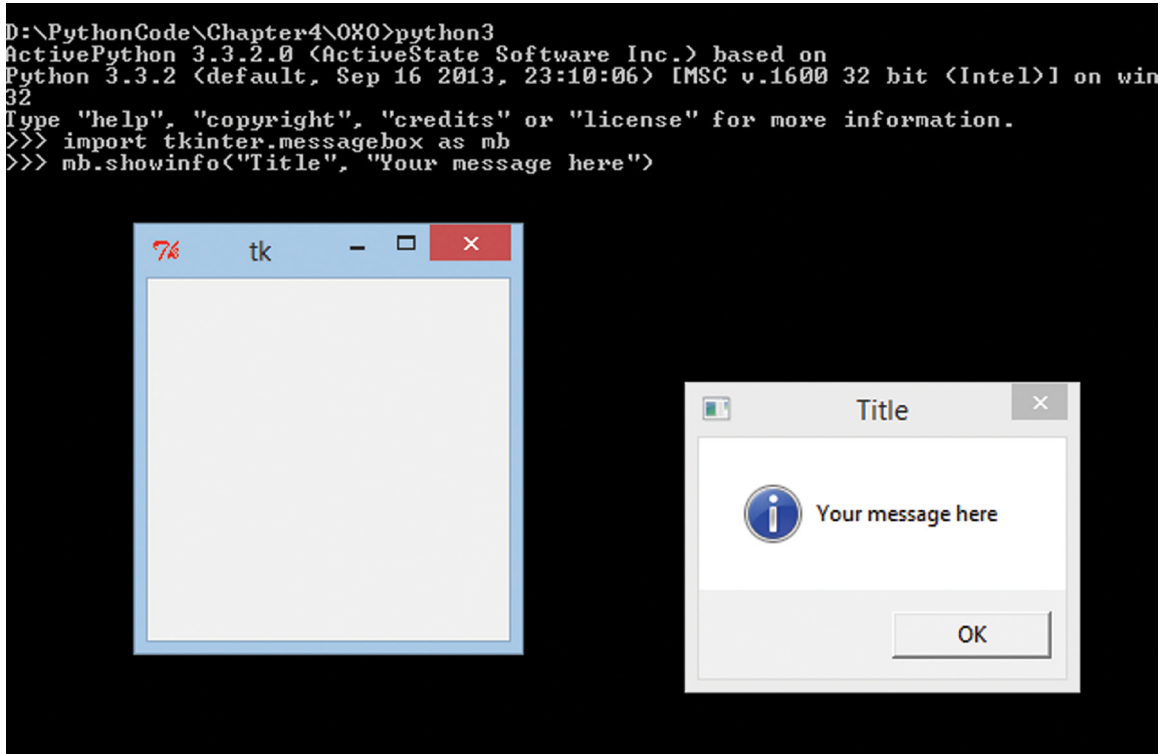 D:\PythonCode\Chapter4\OXO>python3
ActivePython 3.3.2.0 (ActiveState Software Inc.) based on
Python 3.3.2 (default, Sep 16 2013, 23:10:06) [MSC v.1600 32 bit (Intel)] on win
32
Type "help", "copyright", "credits" or "license" for more information.
>>> import tkinter.messagebox as mb
>>> mb.showinfo("Title", "Your message here")
tk
Title
Your message here
OK